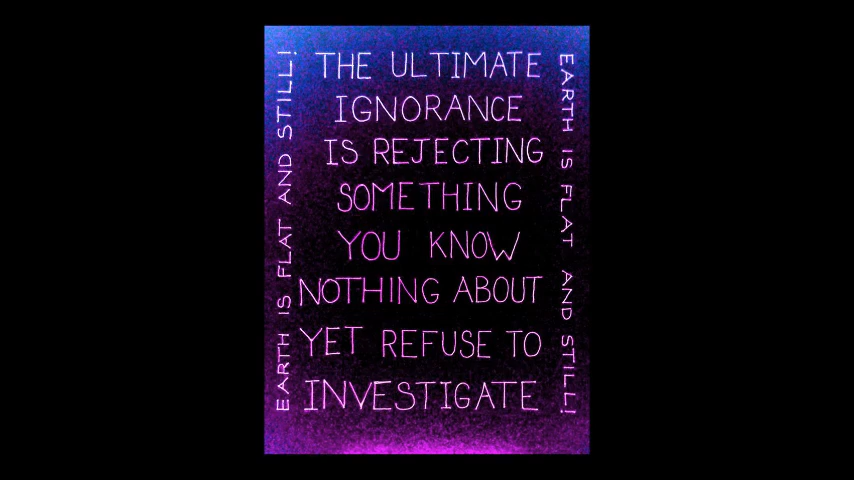 EARTH IS FLAT AND STILL!
THE ULTIMATE
IGNORANCE
IS REJECTING
SOMETHING
YOU KNOW
NOTHING ABOUT
YET REFUSE TO
INVESTIGATE
EARTH IS FLAT AND STILL!